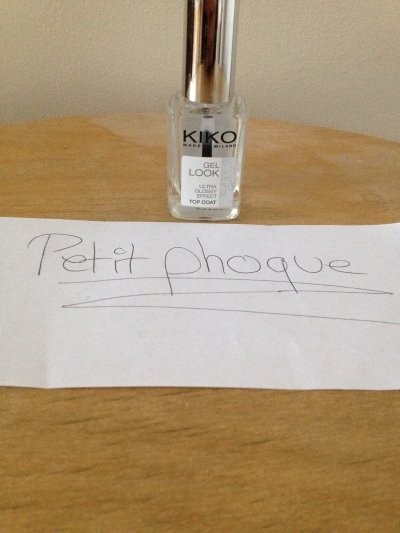 KIKO
MAKE UP MILANO
GEL
LOOK
ULTRA
GLOSSY
EFFECT
TOP COAT
Petit phoque